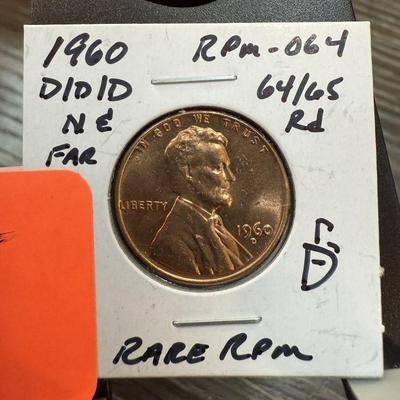 1960 RPM-064
D/D/D 64/65
N¢ Rd
FAR
IN GOD WE TRUST
LIBERTY
1960
D
D
RARE RPM